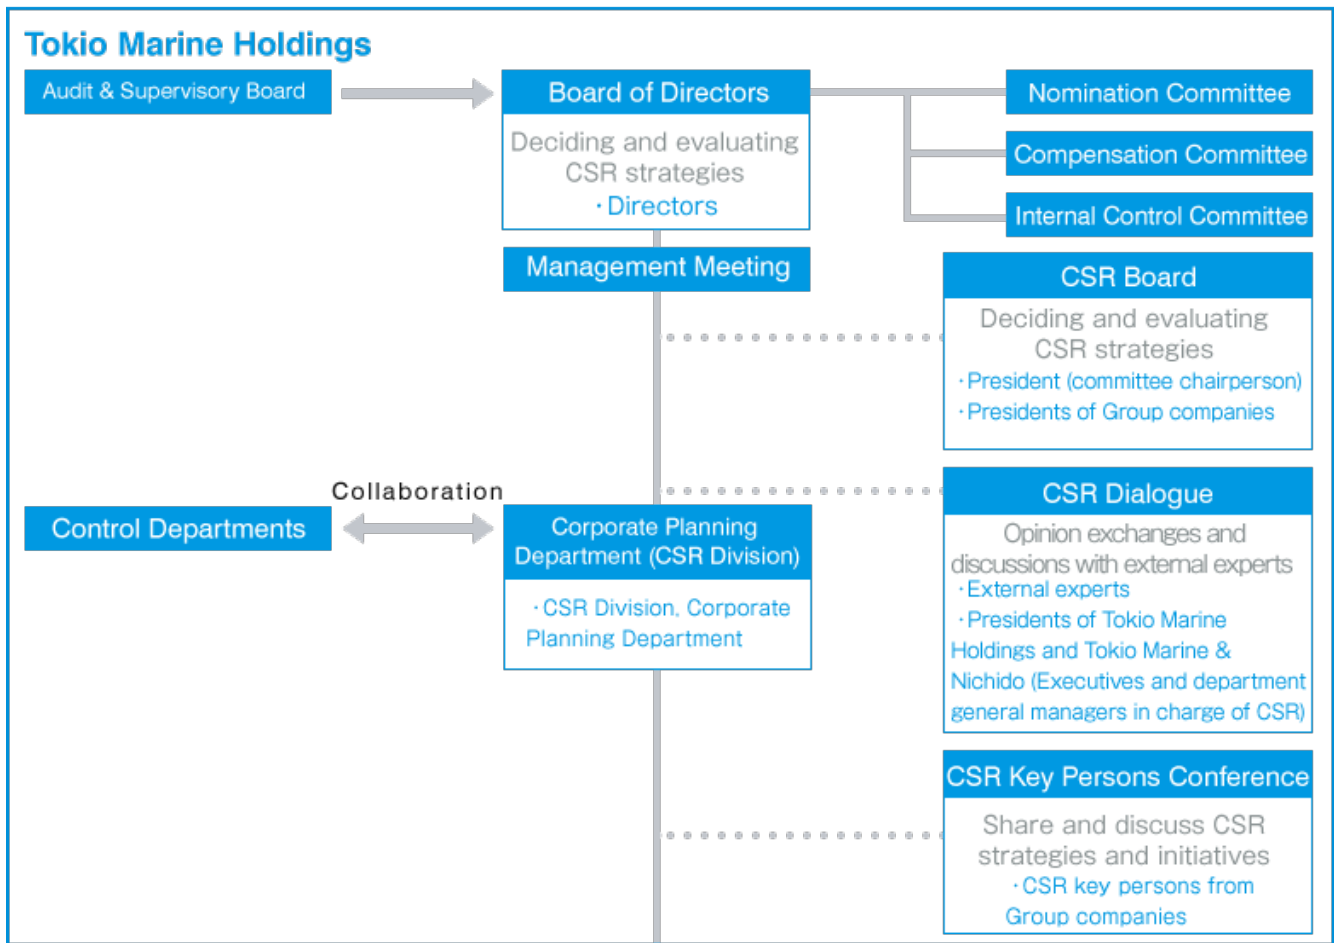 Tokio Marine Holdings
Audit & Supervisory Board
Board of Directors
Deciding and evaluating
CSR strategies
・Directors
Nomination Committee
Compensation Committee
Internal Control Committee
Management Meeting
CSR Board
Deciding and evaluating
CSR strategies
・President (committee chairperson)
・Presidents of Group companies
Collaboration
Control Departments
Corporate Planning
Department (CSR Division)
・CSR Division, Corporate
Planning Department
CSR Dialogue
Opinion exchanges and
discussions with external experts
・External experts
・Presidents of Tokio Marine
Holdings and Tokio Marine &
Nichido (Executives and department
general managers in charge of CSR)
CSR Key Persons Conference
Share and discuss CSR
strategies and initiatives
・CSR key persons from
Group companies